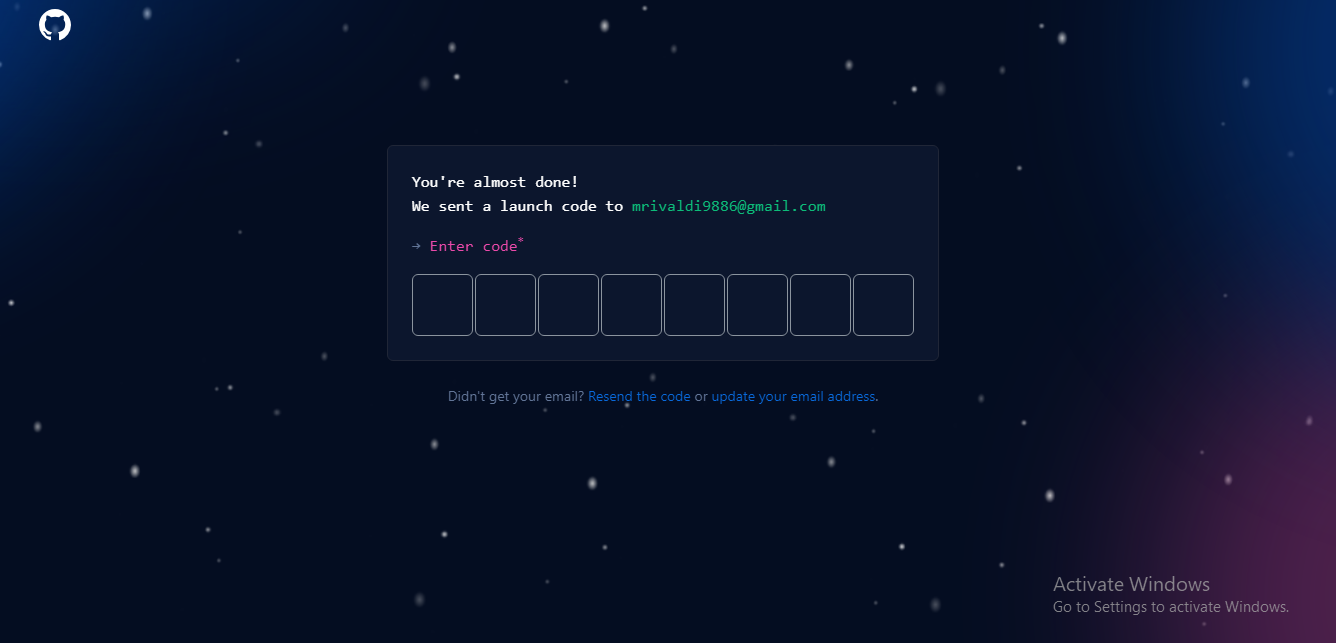 You're almost done!
We sent a launch code to mrivaldi9886@gmail.com
→ Enter code*
Didn't get your email? Resend the code or update your email address.
Activate Windows
Go to Settings to activate Windows.